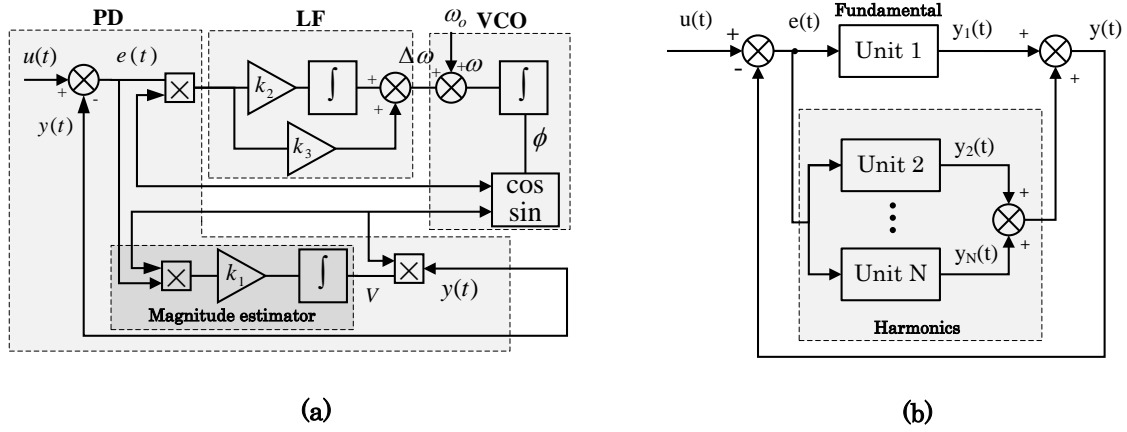 PD
LF
VCO
ω_o
u(t)
e(t)
k_2
∫
+
+
Δω
+
+
ω
∫
+
-
y(t)
×
k_3
ϕ
cos
sin
×
k_1
∫
V
×
y(t)
Magnitude estimator
(a)
Fundamental
u(t)
+
-
e(t)
Unit 1
y_1(t)
+
+
y(t)
Unit 2
y_2(t)
+
Unit N
y_N(t)
+
Harmonics
(b)